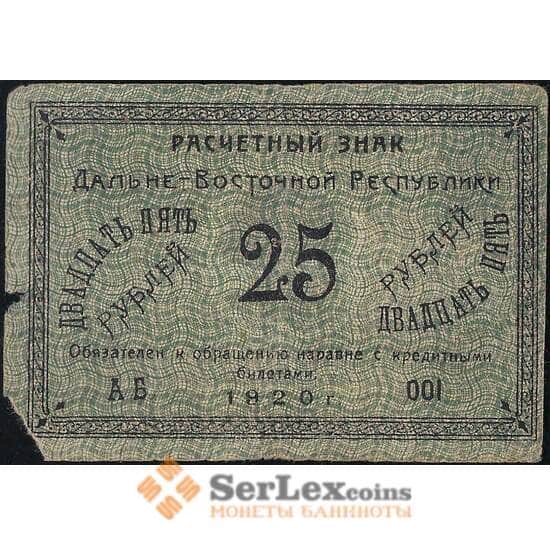 РАСЧЕТНЫЙ ЗНАК
ДАЛЬНЕ-ВОСТОЧНОЙ РЕСПУБЛИКИ
ДВАДЦАТЬ ПЯТЬ
РУБЛЕЙ
25
РУБЛЕЙ
ДВАДЦАТЬ ПЯТЬ
Обязателен к обращению наравне с кредитными
билетами.
АБ
1920 г.
001
SerLexcoins
МОНЕТЫ БАНКНОТЫ